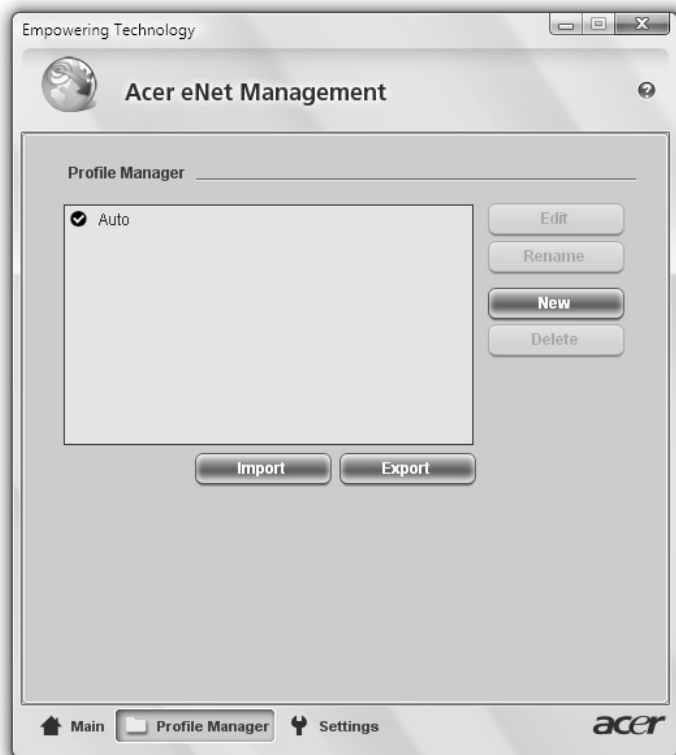 Empowering Technology
Acer eNet Management
Profile Manager
Auto
Edit
Rename
New
Delete
Import
Export
Main
Profile Manager
Settings
acer